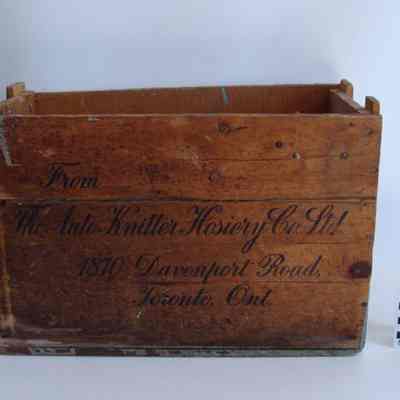 From
The Auto Knitter Hosiery Co. Ltd
1870 Davenport Road,
Toronto, Ont.